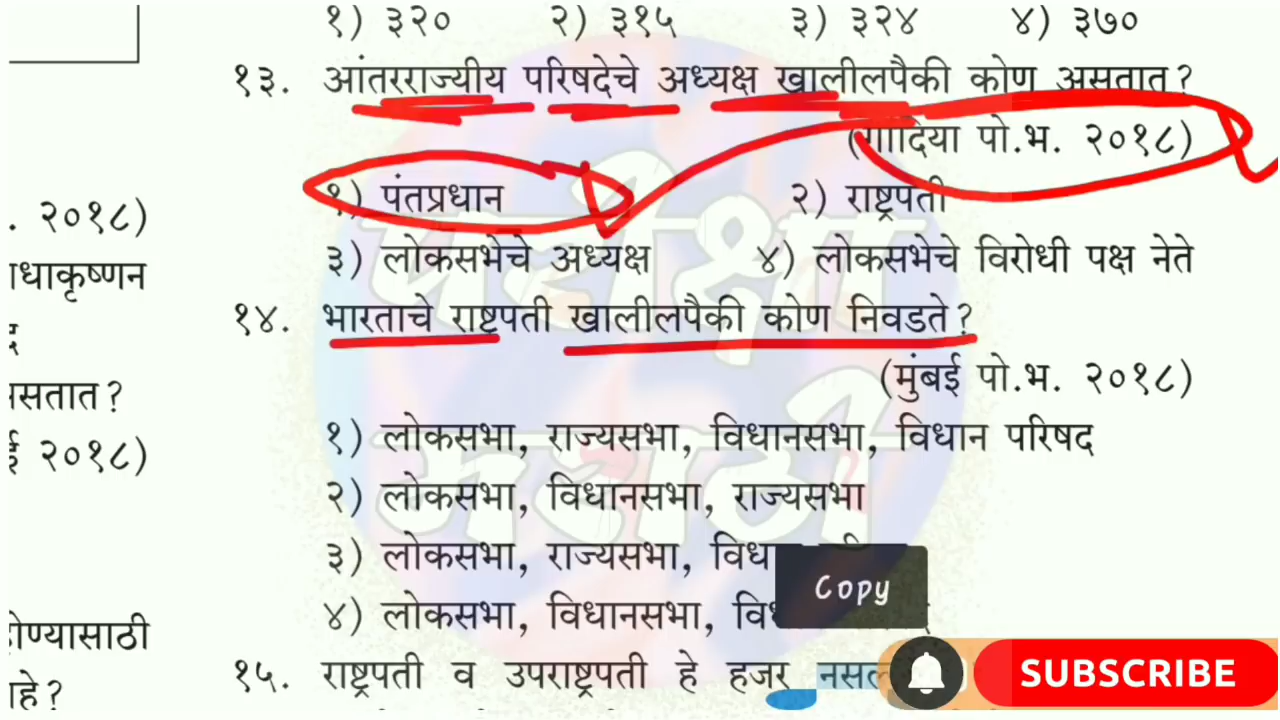 १) ३२० २) ३१५ ३) ३२४ ४) ३७०
१३. आंतरराज्यीय परिषदेचे अध्यक्ष खालीलपैकी कोण असतात?
पो.भ. २०१८)
१) पंतप्रधान २) राष्ट्रपती
. २०१८)
३) लोकसभेचे अध्यक्ष ४) लोकसभेचे विरोधी पक्ष नेते
१४. भारताचे राष्ट्रपती खालीलपैकी कोण निवडते?
(मुंबई पो.भ. २०१८)
१) लोकसभा, राज्यसभा, विधानसभा, विधान परिषद
२०१८)
२) लोकसभा, विधानसभा, राज्यसभा
३) लोकसभा, राज्यसभा,
Copy
४) लोकसभा, विधानसभा,
१५. राष्ट्रपती व उपराष्ट्रपती हे हजर
SUBSCRIBE
परीक्षा
मराठी